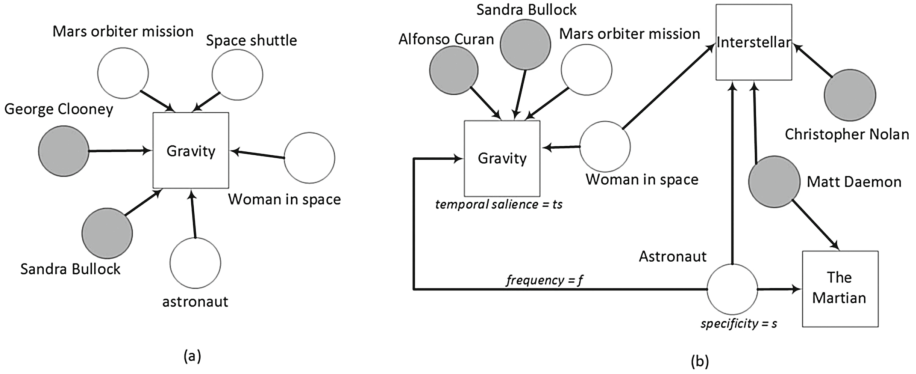 Mars orbiter mission
Space shuttle
George Clooney
Gravity
Woman in space
Sandra Bullock
astronaut
(a)
Sandra Bullock
Alfonso Curan
Mars orbiter mission
Interstellar
Christopher Nolan
Gravity
Woman in space
Matt Daemon
temporal salience = ts
Astronaut
frequency = f
The
Martian
specificity = s
(b)